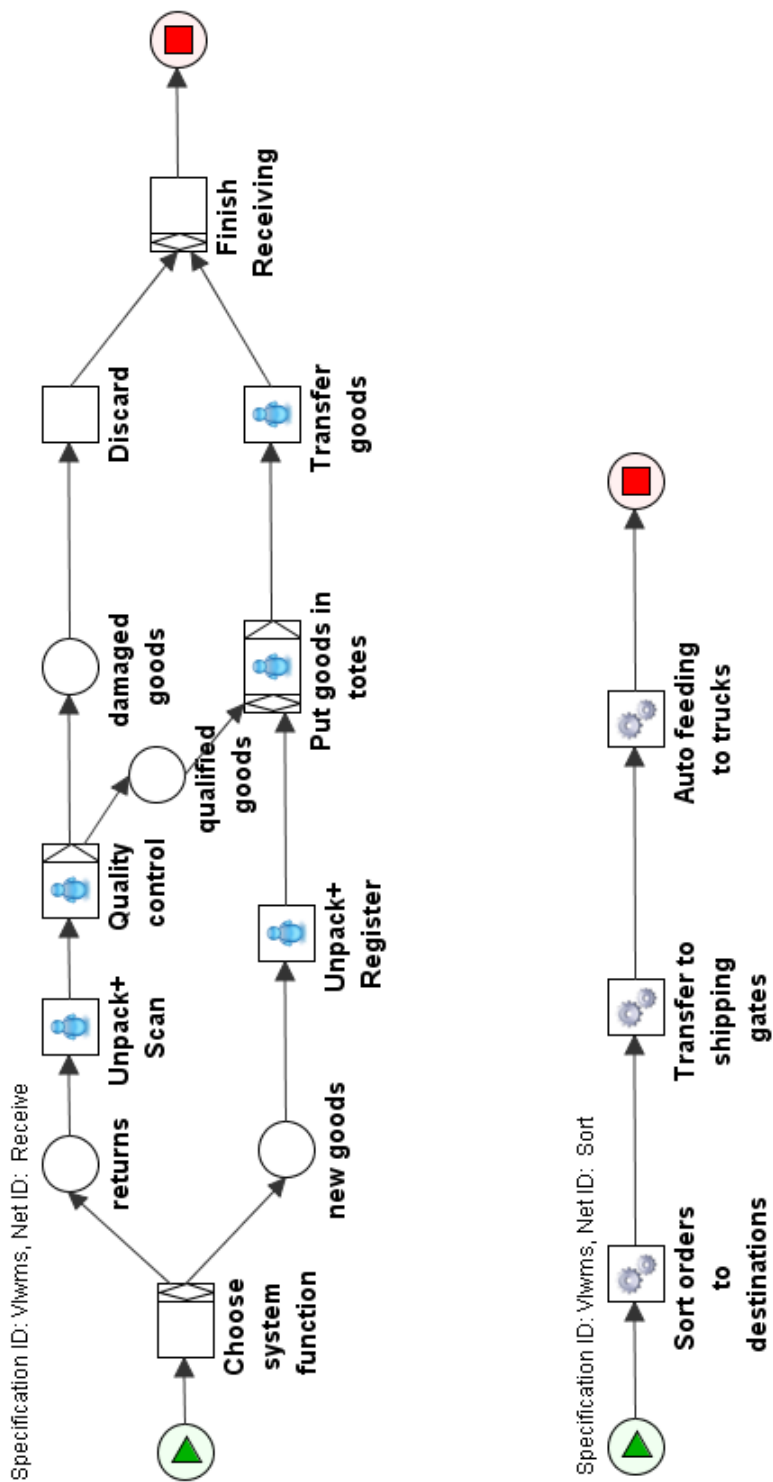 Specification ID: Vlwms, Net ID: Receive
returns
Unpack+
Scan
Quality
control
damaged
goods
Discard
Choose
system
function
qualified
goods
Finish
Receiving
new goods
Unpack+
Register
Put goods in
totes
Transfer
goods
Specification ID: Vlwms, Net ID: Sort
Sort orders
to
destinations
Transfer to
shipping
gates
Auto feeding
to trucks